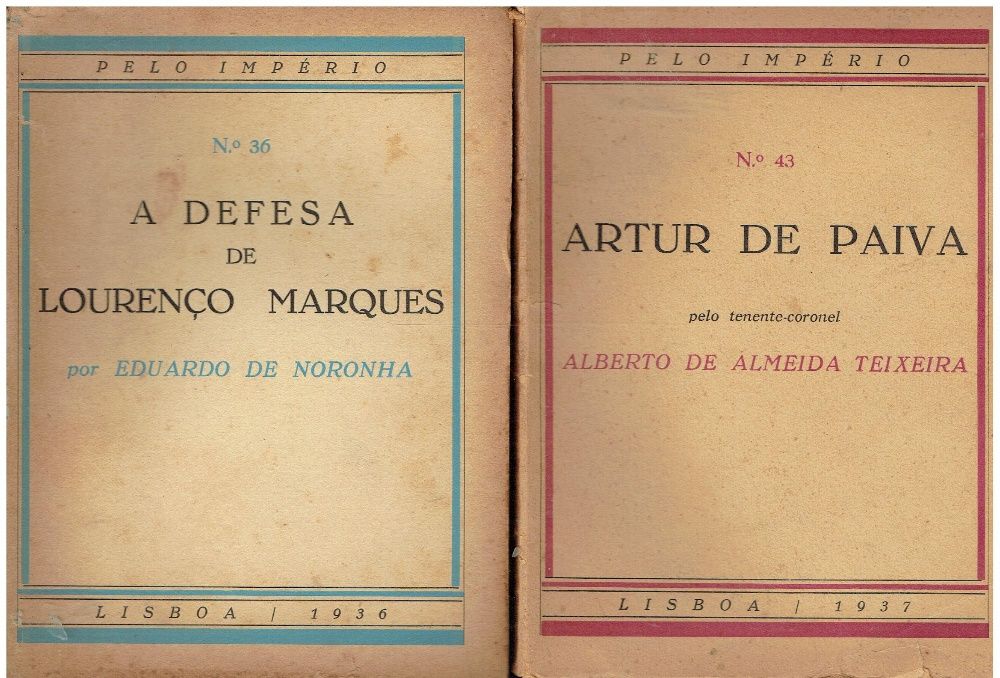 PELO IMPÉRIO
N.º 36
A DEFESA
DE
LOURENÇO MARQUES
por EDUARDO DE NORONHA
LISBOA / 1936
PELO IMPÉRIO
N.º 43
ARTUR DE PAIVA
pelo tenente-coronel
ALBERTO DE ALMEIDA TEIXEIRA
LISBOA / 1937